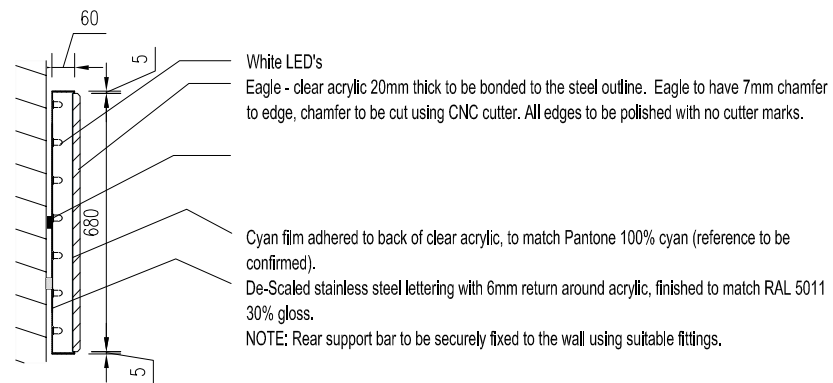 60
5
White LED's
Eagle - clear acrylic 20mm thick to be bonded to the steel outline. Eagle to have 7mm chamfer
to edge, chamfer to be cut using CNC cutter. All edges to be polished with no cutter marks.
680
Cyan film adhered to back of clear acrylic, to match Pantone 100% cyan (reference to be
confirmed).
De-Scaled stainless steel lettering with 6mm return around acrylic, finished to match RAL 5011
30% gloss.
NOTE: Rear support bar to be securely fixed to the wall using suitable fittings.
5